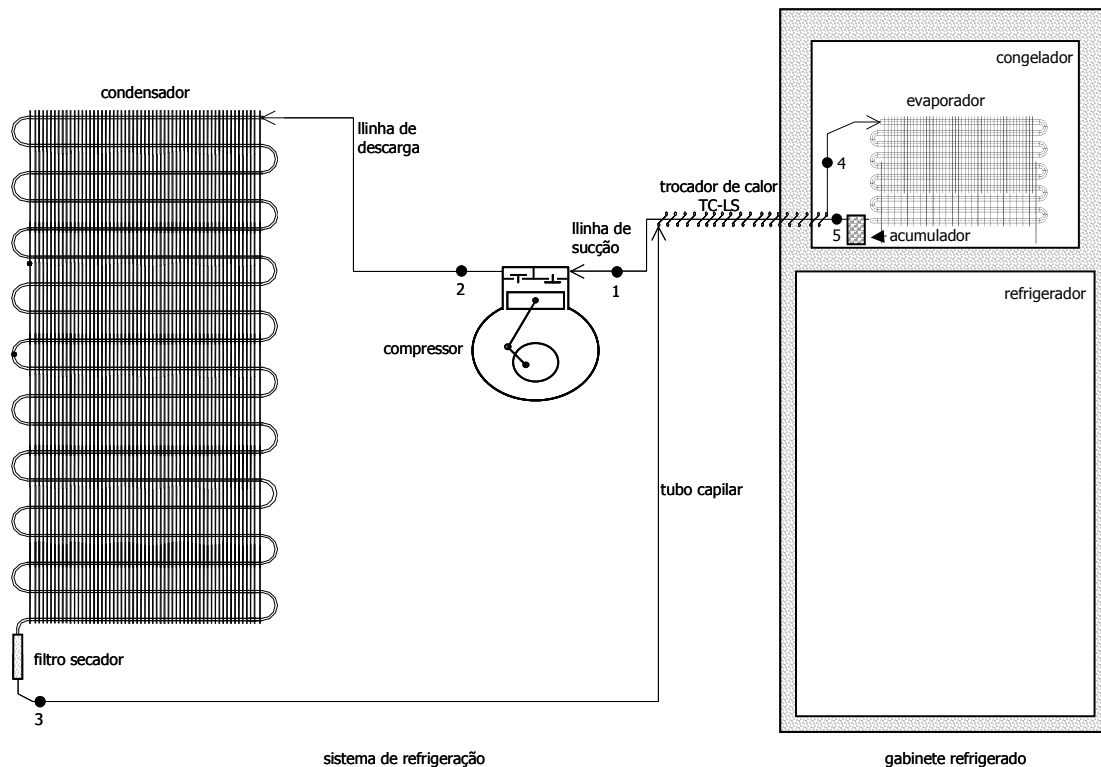 congelador
condensador
evaporador
llinha de
descarga
4
trocador de calor
TC-LS
5
acumulador
llinha de
sucção
2
1
refrigerador
compressor
tubo capilar
filtro secador
3
sistema de refrigeração
gabinete refrigerado